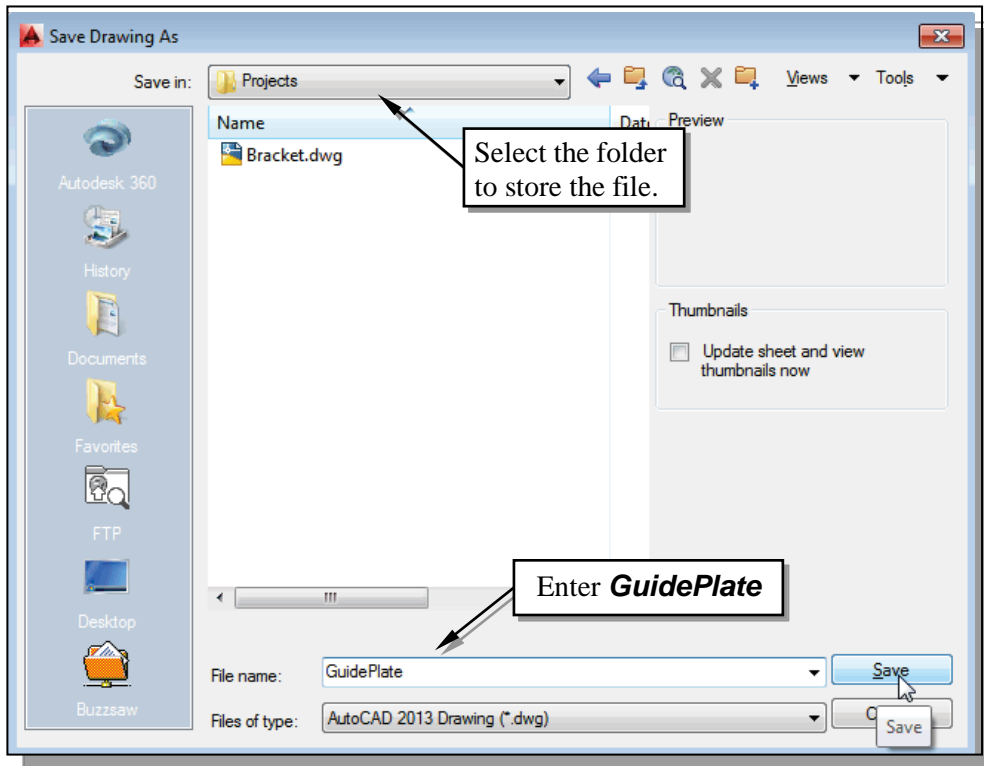 Save Drawing As
Save in:
Projects
Views
Tools
Name
Preview
Bracket.dwg
Select the folder
to store the file.
Autodesk 360
History
Documents
Favorites
FTP
Desktop
Buzzsaw
Thumbnails
Update sheet and view
thumbnails now
Enter GuidePlate
File name:
GuidePlate
Save
Files of type:
AutoCAD 2013 Drawing (*.dwg)
Save